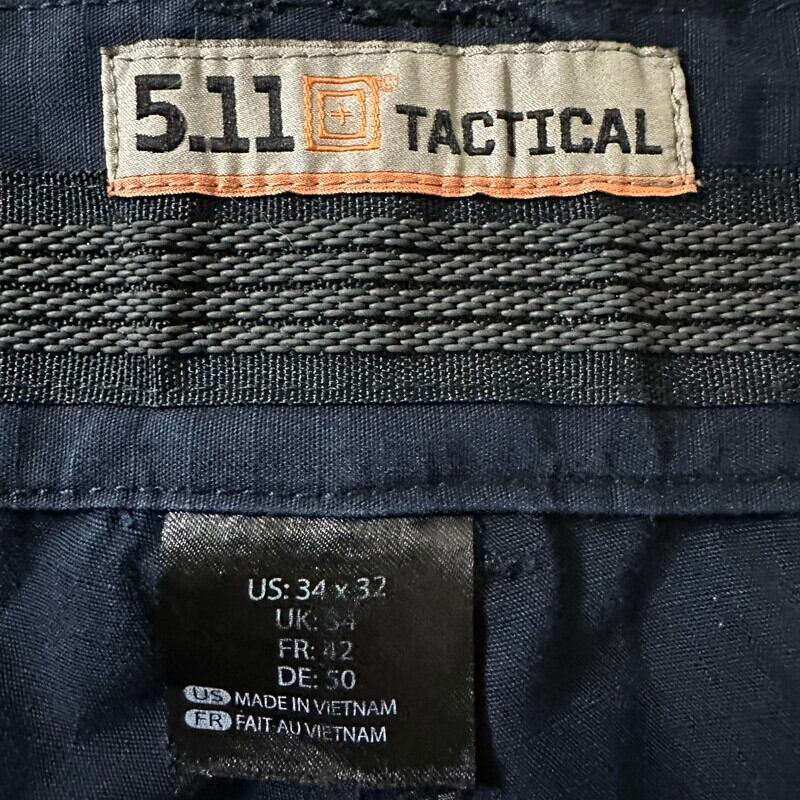 5.11 TACTICAL
US: 34 x 32
UK: 34
FR: 42
DE: 50
US MADE IN VIETNAM
FR FAIT AU VIETNAM